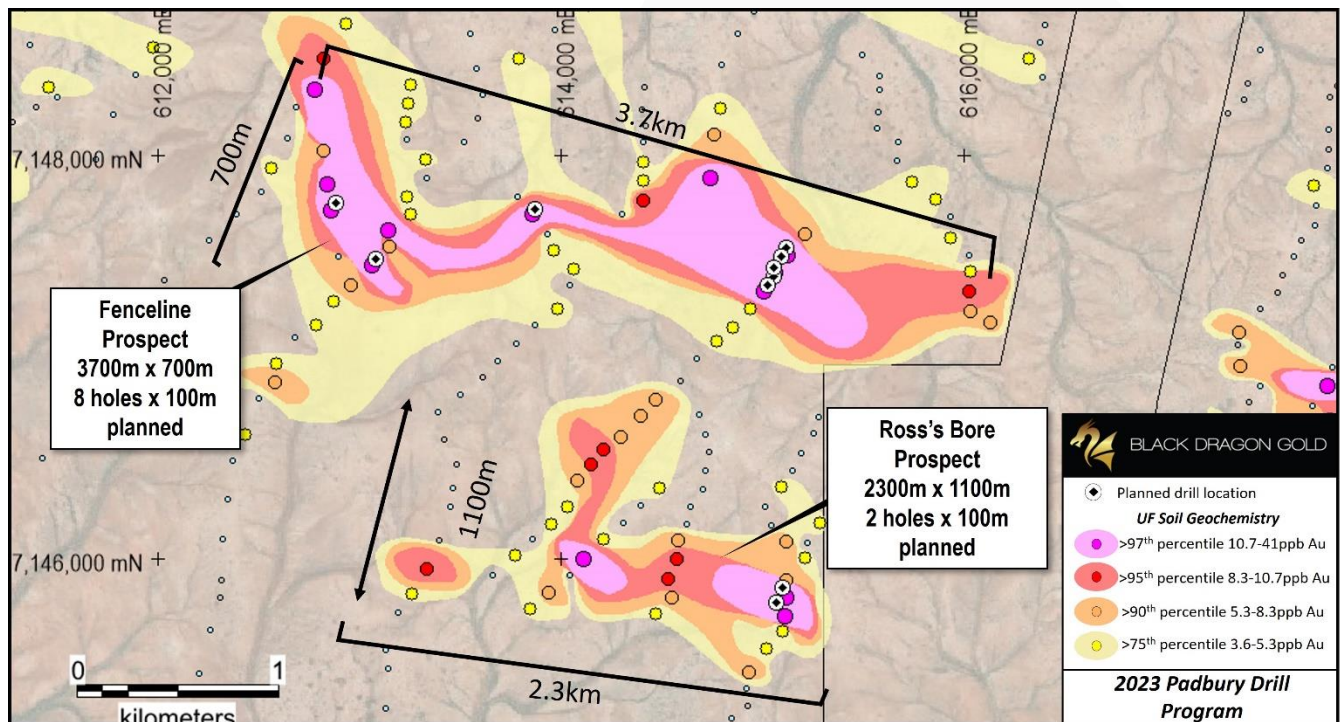 612,000 mE
614,000 mE
616,000 mE
7,148,000 mN
7,146,000 mN
700m
3.7km
Fenceline
Prospect
3700m x 700m
8 holes x 100m
planned
1100m
2.3km
Ross's Bore
Prospect
2300m x 1100m
2 holes x 100m
planned
0 1
kilometers
BLACK DRAGON GOLD
Planned drill location
UF Soil Geochemistry
>97th percentile 10.7-41ppb Au
>95th percentile 8.3-10.7ppb Au
>90th percentile 5.3-8.3ppb Au
>75th percentile 3.6-5.3ppb Au
2023 Padbury Drill
Program